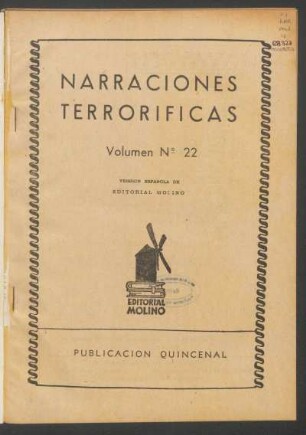 NARRACIONES
TERRORIFICAS
Volumen Nº 22
VERSION ESPAÑOLA DE
EDITORIAL MOLINO
EDITORIAL
MOLINO
PUBLICACION QUINCENAL